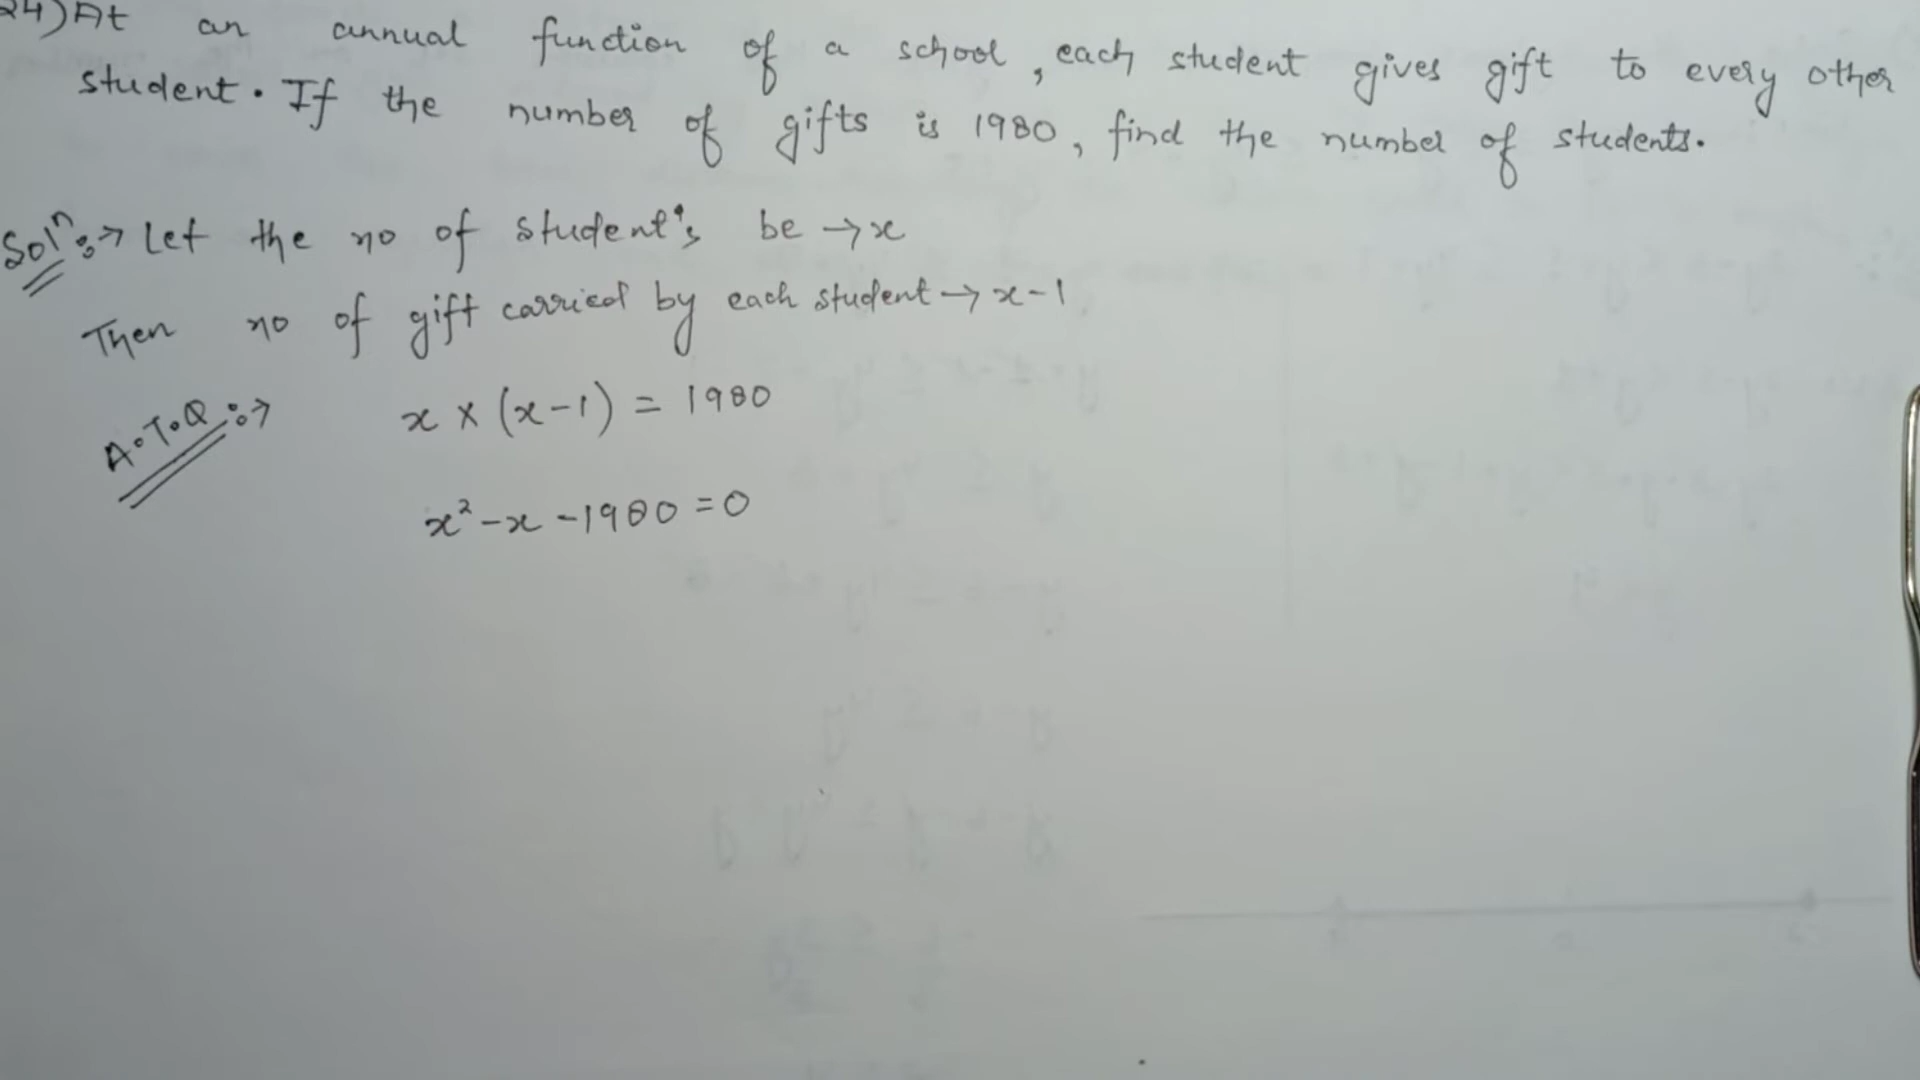 24) At an annual function of a school, each student gives gift to every other
student. If the number of gifts is 1980, find the number of students.
Solⁿ:→ Let the no of student's be → x
Then no of gift carried by each student → x-1
A.T.Q:→ x × (x-1) = 1980
x² - x - 1980 = 0